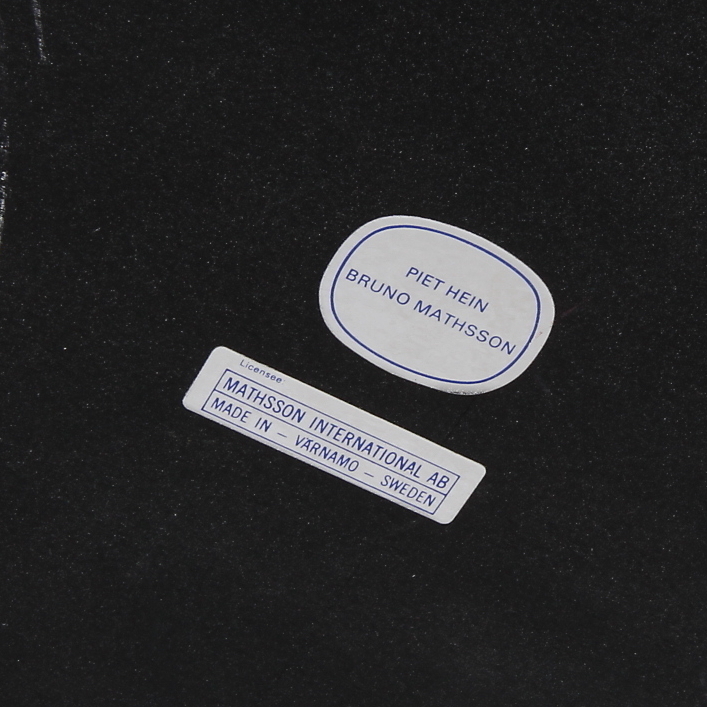 PIET HEIN
BRUNO MATHSSON
Licensee
MATHSSON INTERNATIONAL AB
MADE IN — VÄRNAMO — SWEDEN